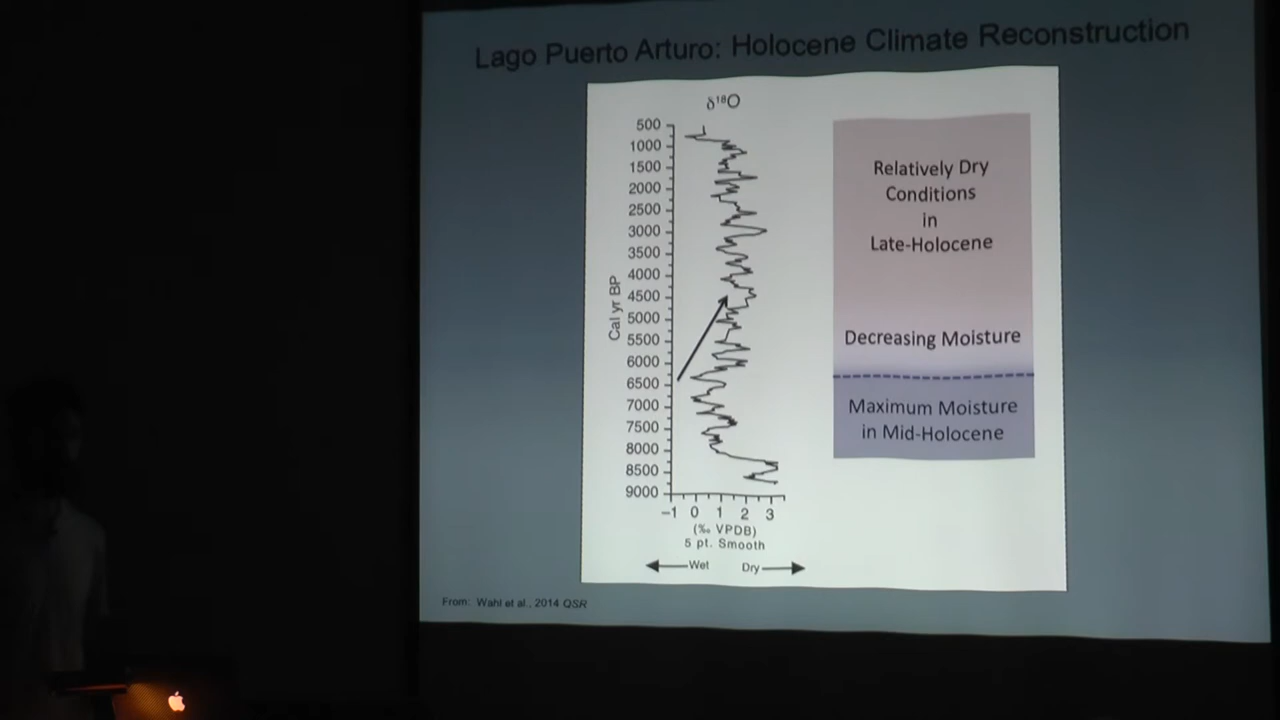 Lago Puerto Arturo: Holocene Climate Reconstruction
δ¹⁸O
500
1000
1500
2000
2500
3000
3500
4000
4500
5000
5500
6000
6500
7000
7500
8000
8500
9000
Cal yr BP
−1 0 1 2 3
(‰ VPDB)
5 pt. Smooth
Wet Dry
Relatively Dry
Conditions
in
Late-Holocene
Decreasing Moisture
Maximum Moisture
in Mid-Holocene
From: Wahl et al., 2014 QSR